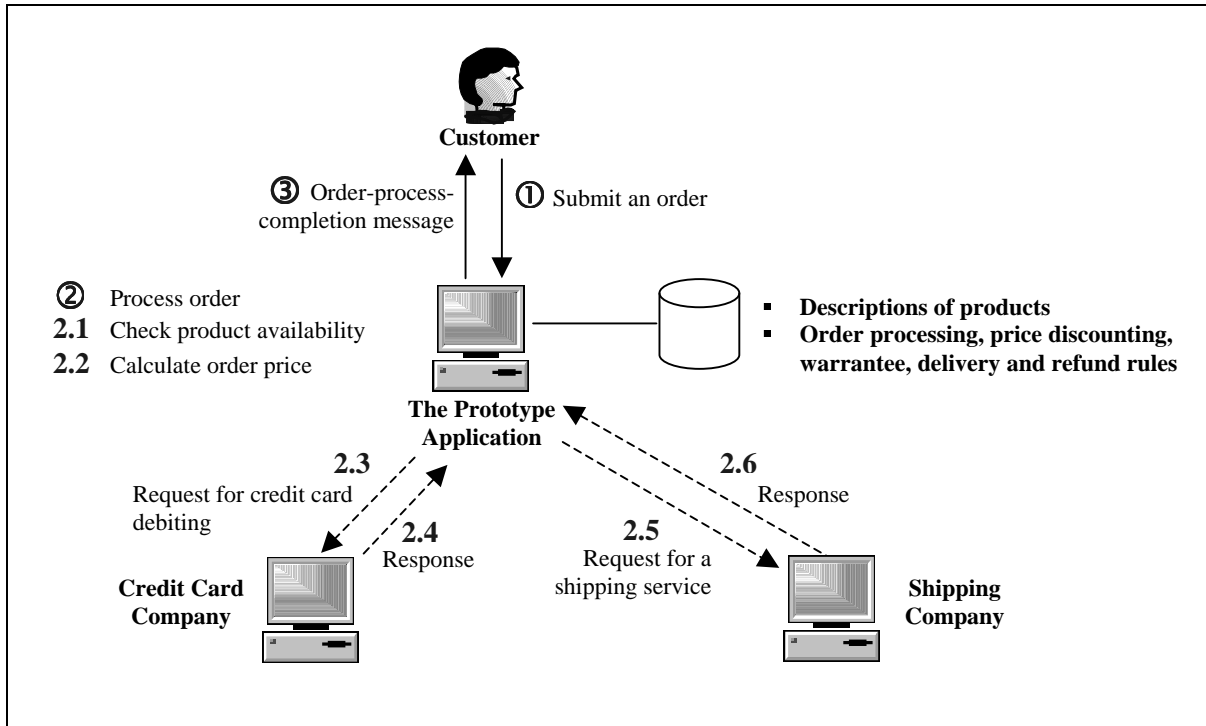 Customer
③ Order-process-
completion message
① Submit an order
② Process order
2.1 Check product availability
2.2 Calculate order price
▪ Descriptions of products
▪ Order processing, price discounting,
warrantee, delivery and refund rules
The Prototype
Application
2.3
Request for credit card
debiting
2.4
Response
2.5
Request for a
shipping service
2.6
Response
Credit Card
Company
Shipping
Company